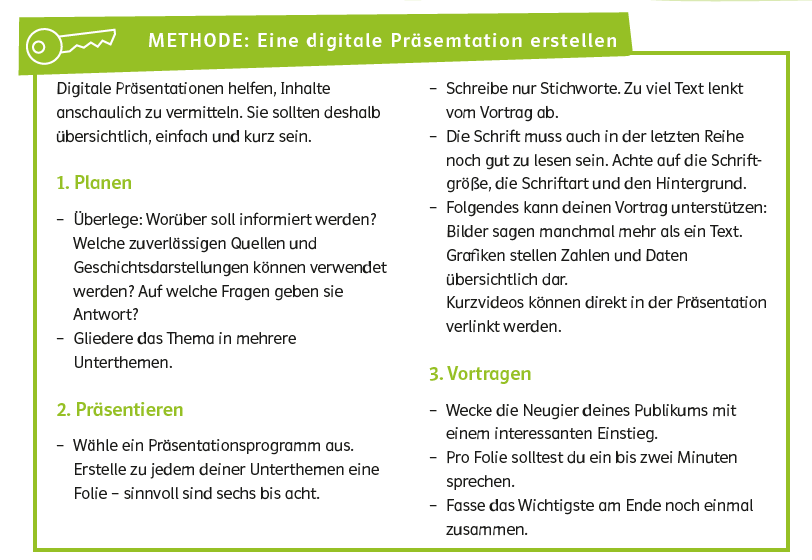 METHODE: Eine digitale Präsemtation erstellen
Digitale Präsentationen helfen, Inhalte
anschaulich zu vermitteln. Sie sollten deshalb
übersichtlich, einfach und kurz sein.
1. Planen
– Überlege: Worüber soll informiert werden?
Welche zuverlässigen Quellen und
Geschichtsdarstellungen können verwendet
werden? Auf welche Fragen geben sie
Antwort?
– Gliedere das Thema in mehrere
Unterthemen.
2. Präsentieren
– Wähle ein Präsentationsprogramm aus.
Erstelle zu jedem deiner Unterthemen eine
Folie – sinnvoll sind sechs bis acht.
– Schreibe nur Stichworte. Zu viel Text lenkt
vom Vortrag ab.
– Die Schrift muss auch in der letzten Reihe
noch gut zu lesen sein. Achte auf die Schrift-
größe, die Schriftart und den Hintergrund.
– Folgendes kann deinen Vortrag unterstützen:
Bilder sagen manchmal mehr als ein Text.
Grafiken stellen Zahlen und Daten
übersichtlich dar.
Kurzvideos können direkt in der Präsentation
verlinkt werden.
3. Vortragen
– Wecke die Neugier deines Publikums mit
einem interessanten Einstieg.
– Pro Folie solltest du ein bis zwei Minuten
sprechen.
– Fasse das Wichtigste am Ende noch einmal
zusammen.